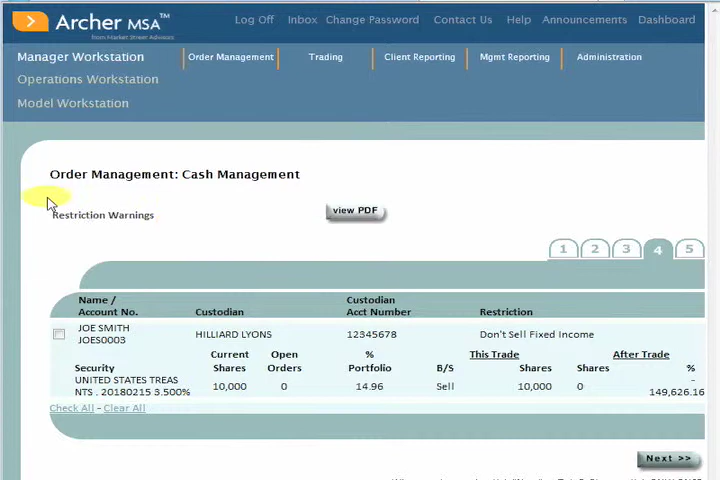 Archer MSA™
from Market Street Advisors
Log Off Inbox Change Password Contact Us Help Announcements Dashboard
Manager Workstation
Order Management Trading Client Reporting Mgmt Reporting Administration
Operations Workstation
Model Workstation
Order Management: Cash Management
Restriction Warnings
view PDF
1 2 3 4 5
Name /
Account No. Custodian Custodian
Acct Number Restriction
JOE SMITH
JOES0003 HILLIARD LYONS 12345678 Don't Sell Fixed Income
Current Open % This Trade After Trade
Security Shares Orders Portfolio B/S Shares Shares %
UNITED STATES TREAS
NTS . 20180215 3.500% 10,000 0 14.96 Sell 10,000 0 -
149,626.16
Check All - Clear All
Next >>